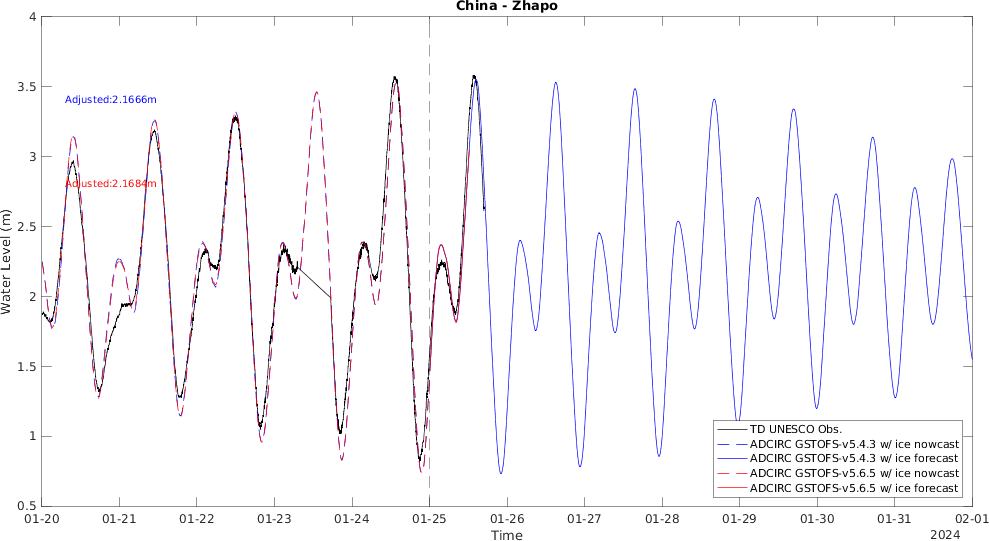 China - Zhapo
Water Level (m)
4
3.5
3
2.5
2
1.5
1
0.5
Adjusted:2.1666m
Adjusted:2.1684m
TD UNESCO Obs.
ADCIRC GSTOFS-v5.4.3 w/ ice nowcast
ADCIRC GSTOFS-v5.4.3 w/ ice forecast
ADCIRC GSTOFS-v5.6.5 w/ ice nowcast
ADCIRC GSTOFS-v5.6.5 w/ ice forecast
01-20 01-21 01-22 01-23 01-24 01-25 01-26 01-27 01-28 01-29 01-30 01-31 02-01
Time
2024